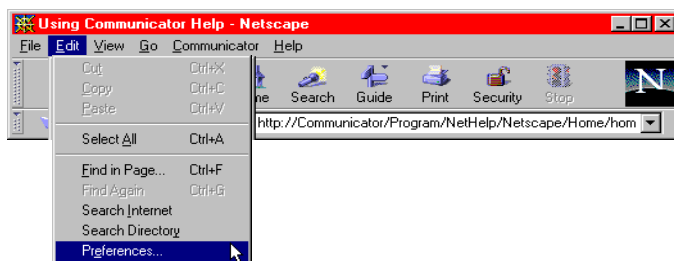 Using Communicator Help - Netscape
File Edit View Go Communicator Help
Cut Ctrl+X
Copy Ctrl+C
Paste Ctrl+V
Select All Ctrl+A
Find in Page... Ctrl+F
Find Again Ctrl+G
Search Internet
Search Directory
Preferences...
Search Guide Print Security Stop
N
http://Communicator/Program/NetHelp/Netscape/Home/hom